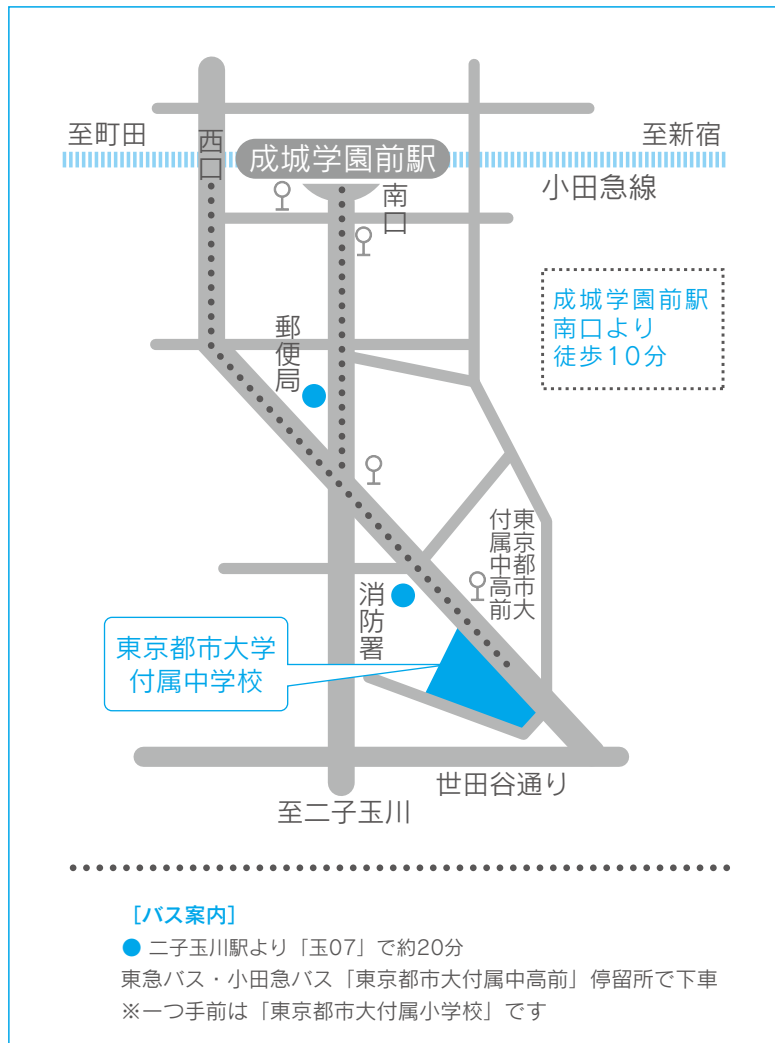 至町田
西口
成城学園前駅
至新宿
小田急線
南口
成城学園前駅
南口より
徒歩10分
郵便局
東京都市大
付属中高前
消防署
東京都市大学
付属中学校
世田谷通り
至二子玉川
［バス案内］
● 二子玉川駅より「玉07」で約20分
東急バス・小田急バス「東京都市大付属中高前」停留所で下車
※一つ手前は「東京都市大付属小学校」です